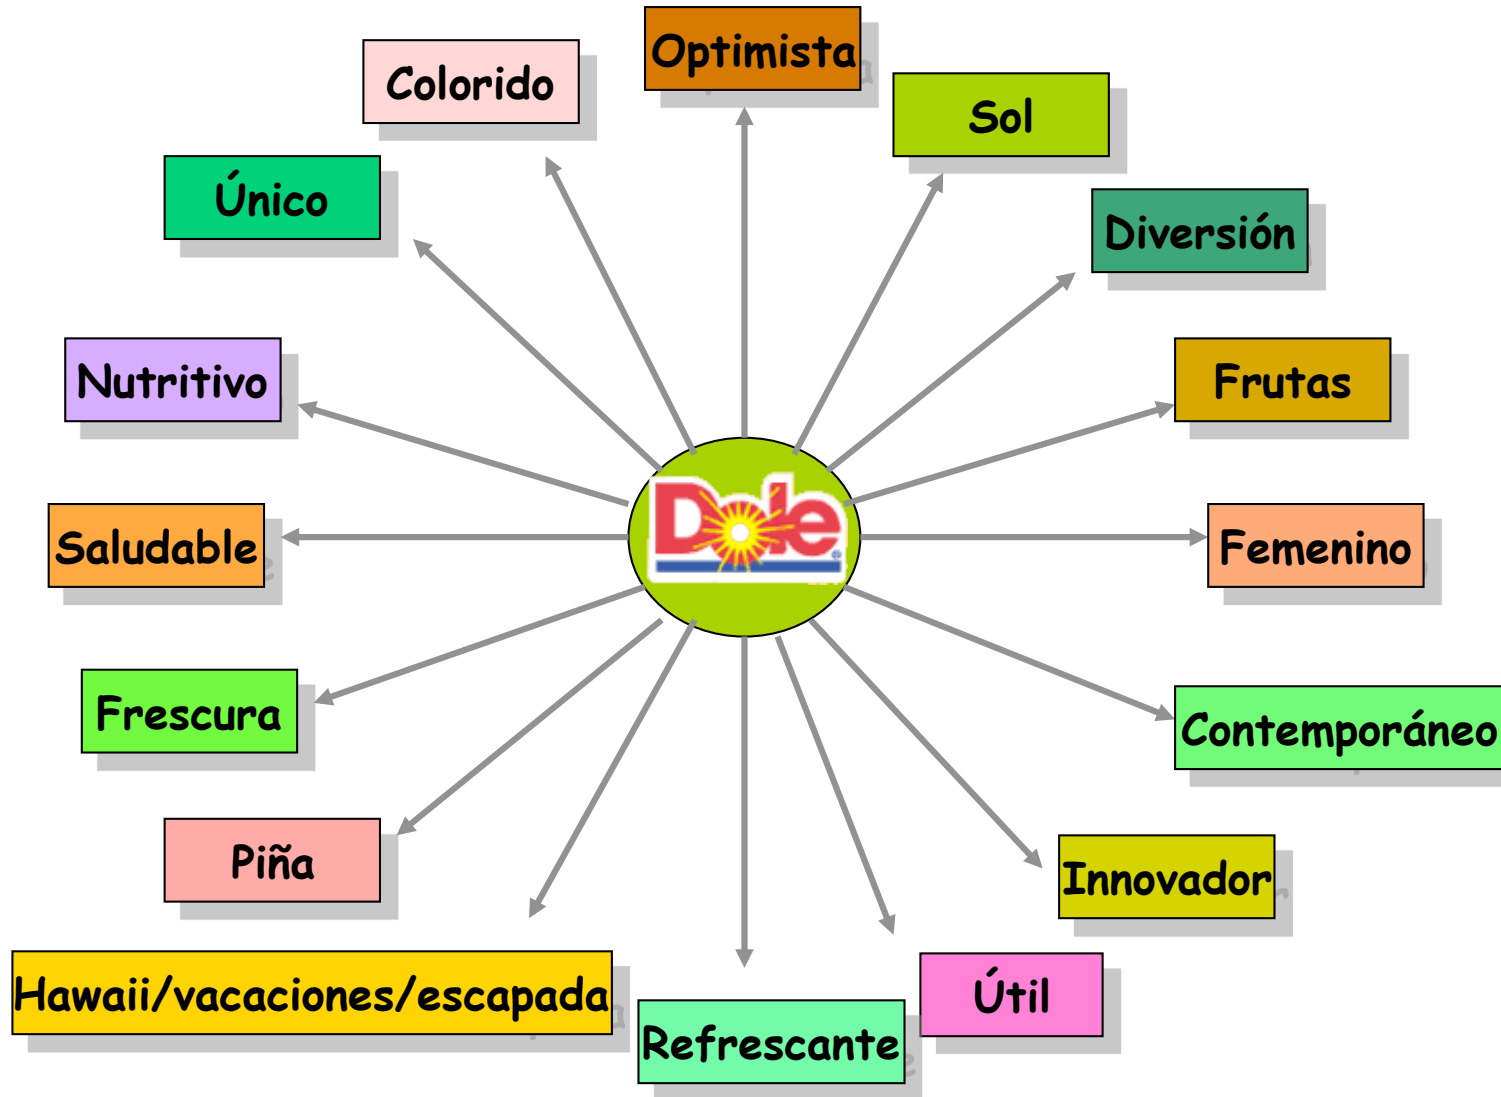 Optimista
Colorido
Sol
Único
Diversión
Nutritivo
Frutas
Dole
Saludable
Femenino
Frescura
Contemporáneo
Piña
Innovador
Hawaii/vacaciones/escapada
Útil
Refrescante